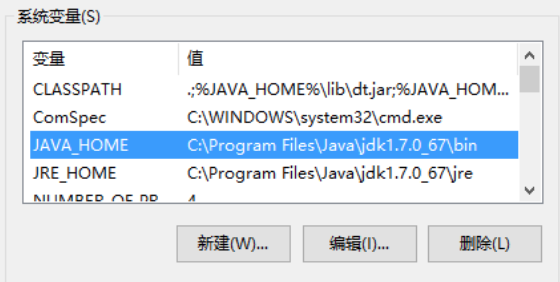 系统变量(S)
变量 值
CLASSPATH .;%JAVA_HOME%\lib\dt.jar;%JAVA_HOM...
ComSpec C:\WINDOWS\system32\cmd.exe
JAVA_HOME C:\Program Files\Java\jdk1.7.0_67\bin
JRE_HOME C:\Program Files\Java\jdk1.7.0_67\jre
NUMBER_OF_PR 4
新建(W)... 编辑(I)... 删除(L)